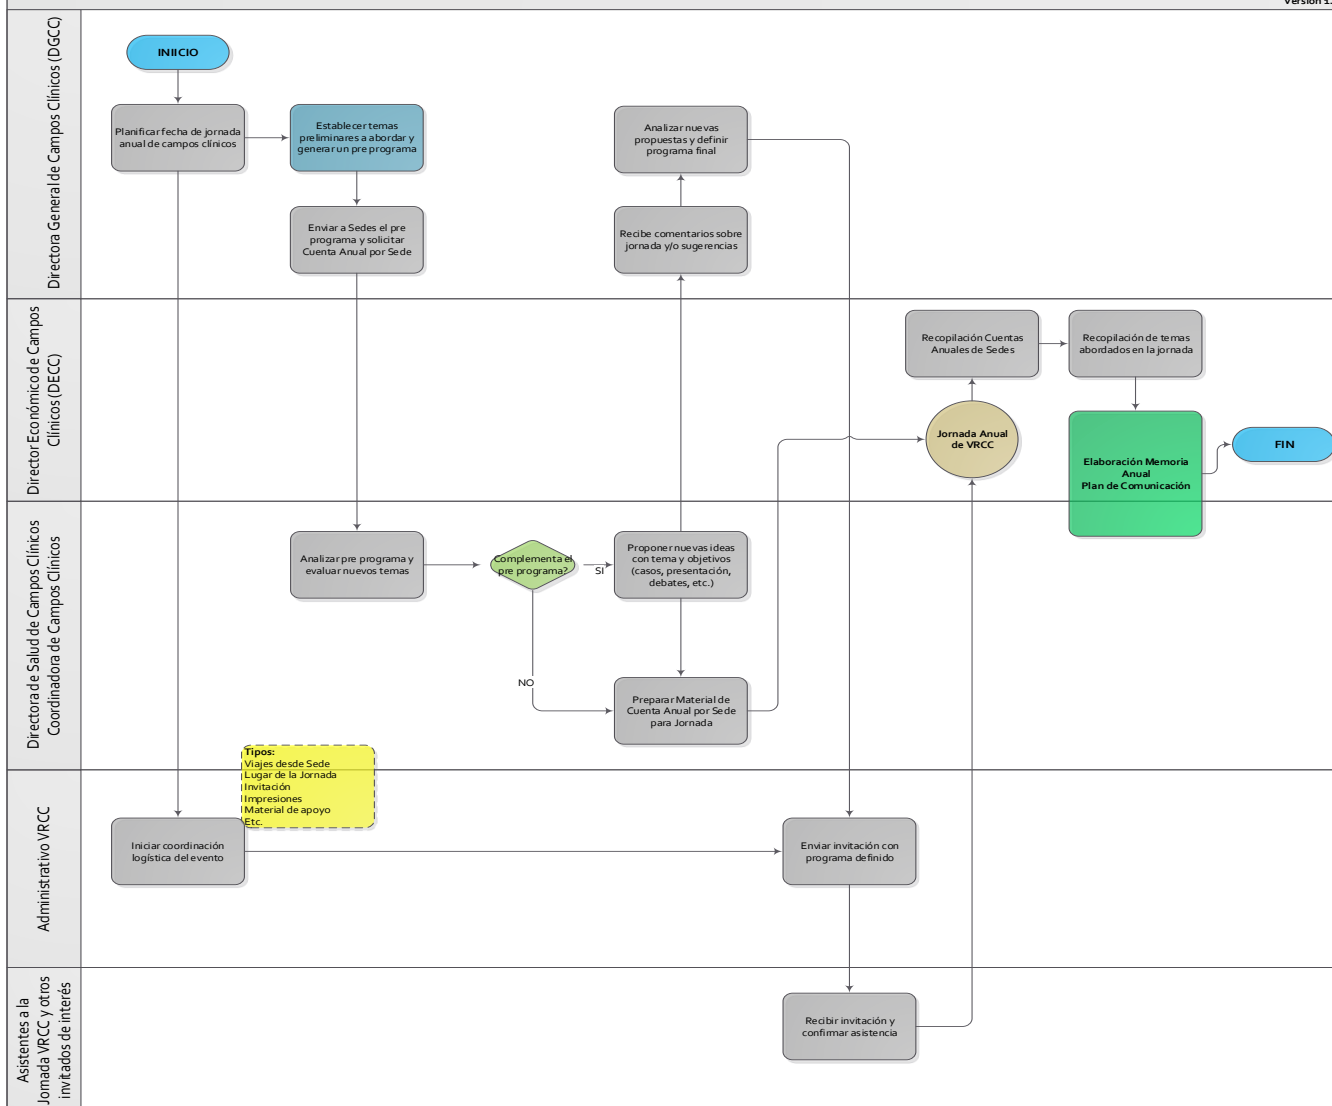 Versión 1.
Directora General de Campos Clínicos (DGCC)
INIICIO
Planificar fecha de jornada
anual de campos clínicos
Establecer temas
preliminares a abordar y
generar un pre programa
Enviar a Sedes el pre
programa y solicitar
Cuenta Anual por Sede
Analizar nuevas
propuestas y definir
programa final
Recibe comentarios sobre
jornada y/o sugerencias
Director Económico de Campos
Clínicos (DECC)
Recopilación Cuentas
Anuales de Sedes
Recopilación de temas
abordados en la jornada
Jornada Anual
de VRCC
Elaboración Memoria
Anual
Plan de Comunicación
FIN
Directora de Salud de Campos Clínicos
Coordinadora de Campos Clínicos
Analizar pre programa y
evaluar nuevos temas
Complementa el
pre programa?
SI
NO
Proponer nuevas ideas
con tema y objetivos
(casos, presentación,
debates, etc.)
Preparar Material de
Cuenta Anual por Sede
para Jornada
Tipos:
Viajes desde Sede
Lugar de la Jornada
Invitación
Impresiones
Material de apoyo
Etc.
Administrativo VRCC
Iniciar coordinación
logística del evento
Enviar invitación con
programa definido
Asistentes a la
Jornada VRCC y otros
invitados de interés
Recibir invitación y
confirmar asistencia